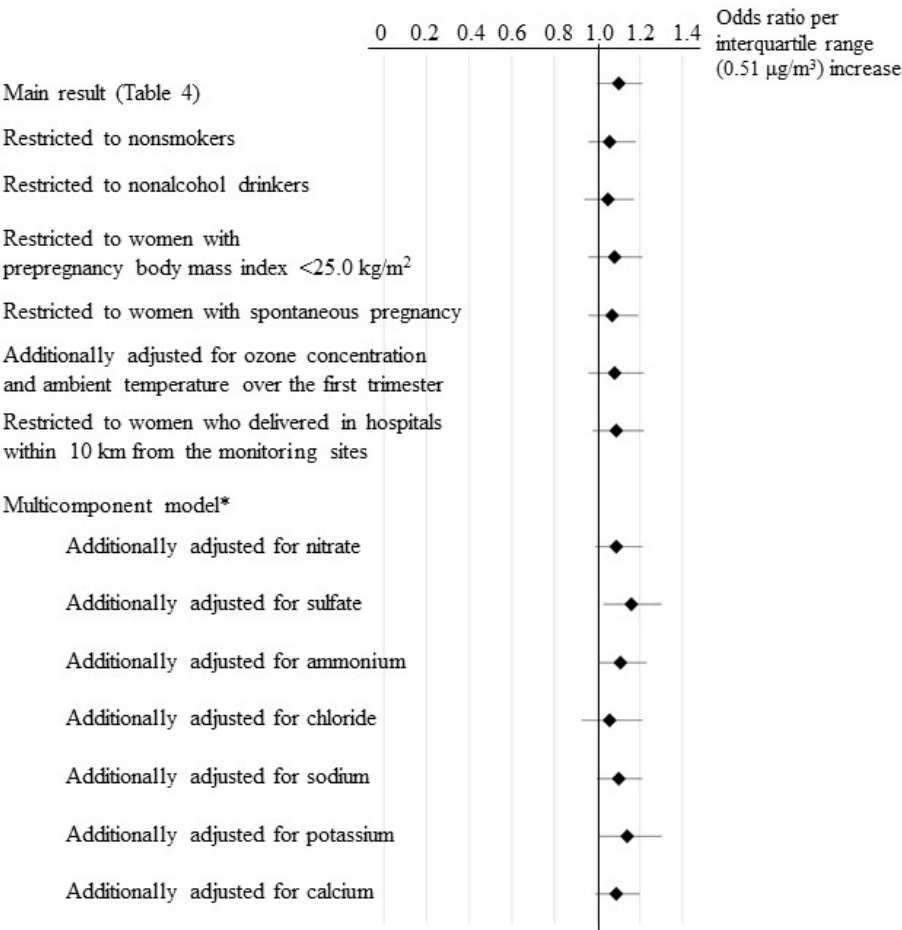 0 0.2 0.4 0.6 0.8 1.0 1.2 1.4
Odds ratio per
interquartile range
(0.51 μg/m³) increase
Main result (Table 4)
Restricted to nonsmokers
Restricted to nonalcohol drinkers
Restricted to women with
prepregnancy body mass index <25.0 kg/m²
Restricted to women with spontaneous pregnancy
Additionally adjusted for ozone concentration
and ambient temperature over the first trimester
Restricted to women who delivered in hospitals
within 10 km from the monitoring sites
Multicomponent model*
Additionally adjusted for nitrate
Additionally adjusted for sulfate
Additionally adjusted for ammonium
Additionally adjusted for chloride
Additionally adjusted for sodium
Additionally adjusted for potassium
Additionally adjusted for calcium